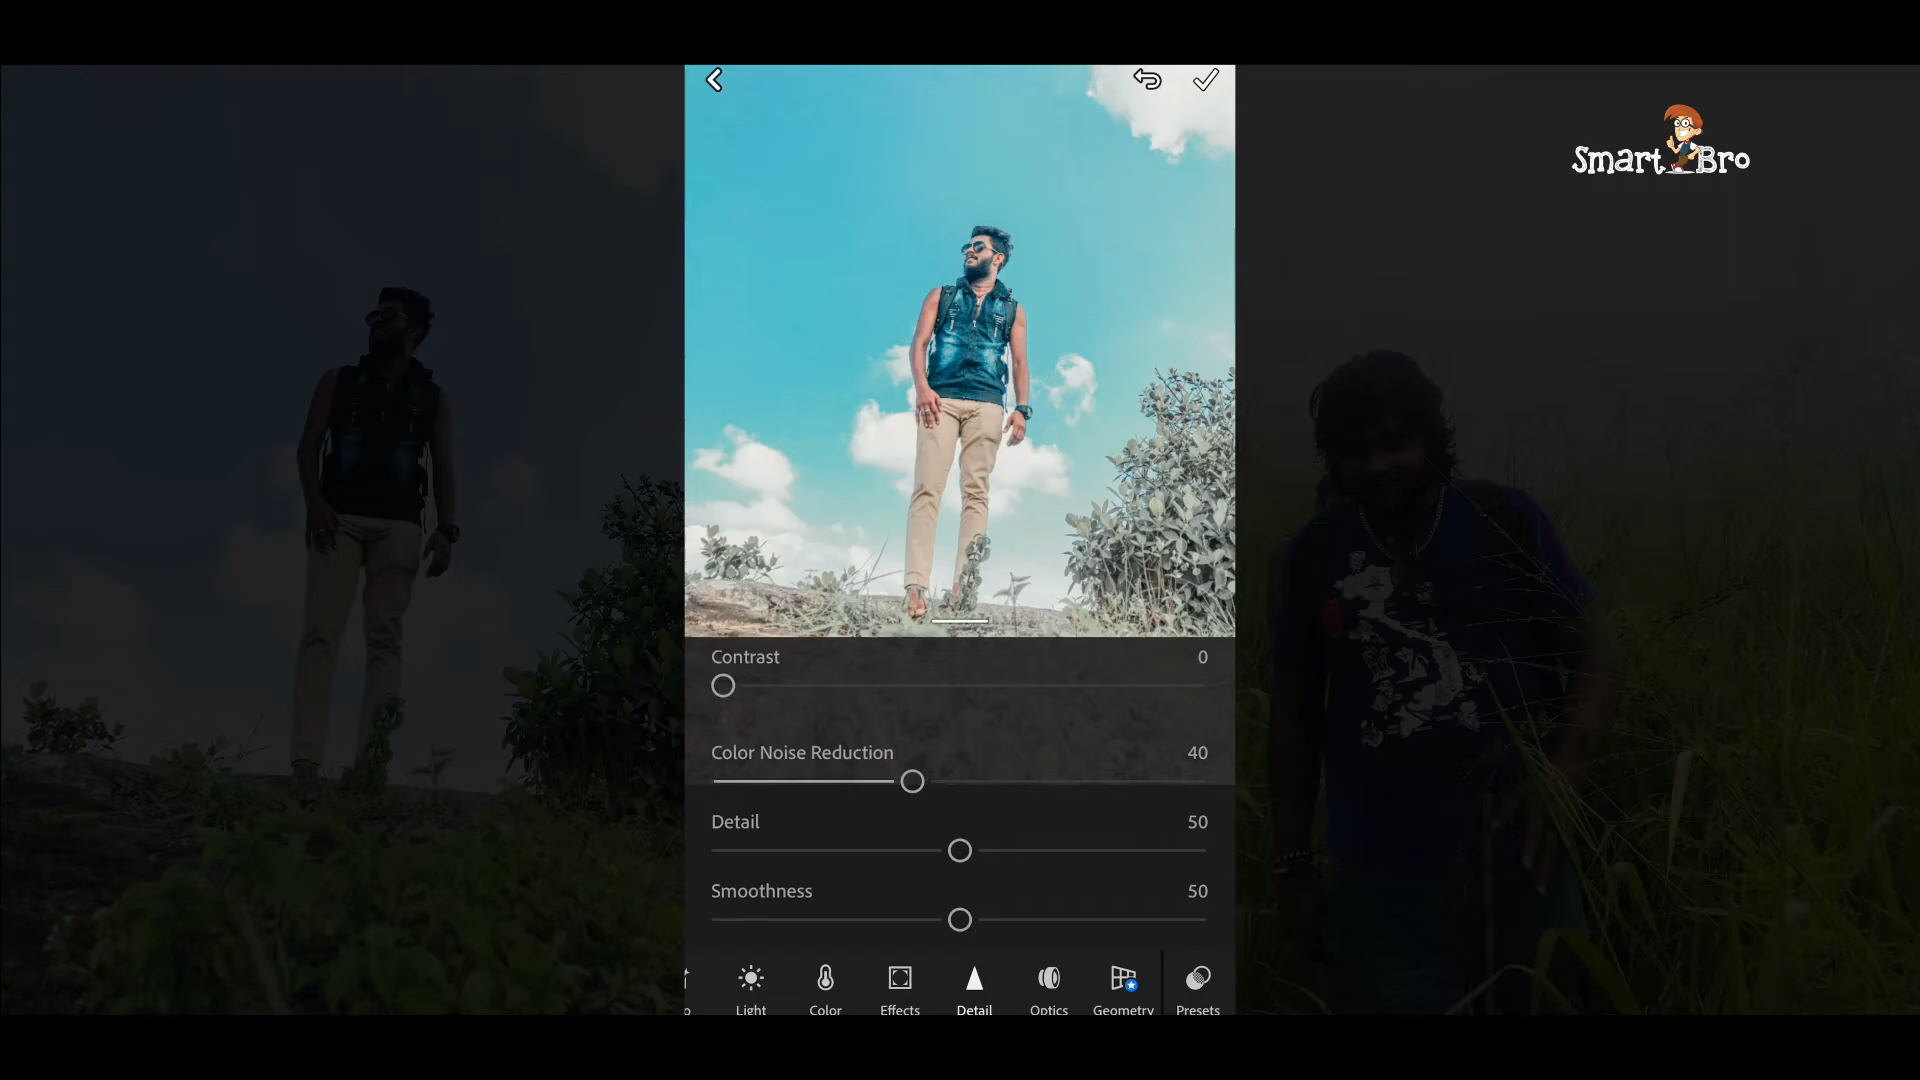 Smart Bro
Contrast 0
Color Noise Reduction 40
Detail 50
Smoothness 50
o Light Color Effects Detail Optics Geometry Presets